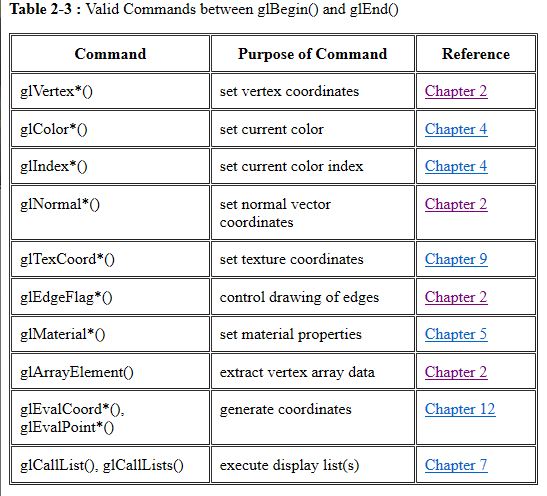 Table 2-3 : Valid Commands between glBegin() and glEnd()
Command Purpose of Command Reference
glVertex*() set vertex coordinates Chapter 2
glColor*() set current color Chapter 4
glIndex*() set current color index Chapter 4
glNormal*() set normal vector Chapter 2
coordinates
glTexCoord*() set texture coordinates Chapter 9
glEdgeFlag*() control drawing of edges Chapter 2
glMaterial*() set material properties Chapter 5
glArrayElement() extract vertex array data Chapter 2
glEvalCoord*(), generate coordinates Chapter 12
glEvalPoint*()
glCallList(), glCallLists() execute display list(s) Chapter 7